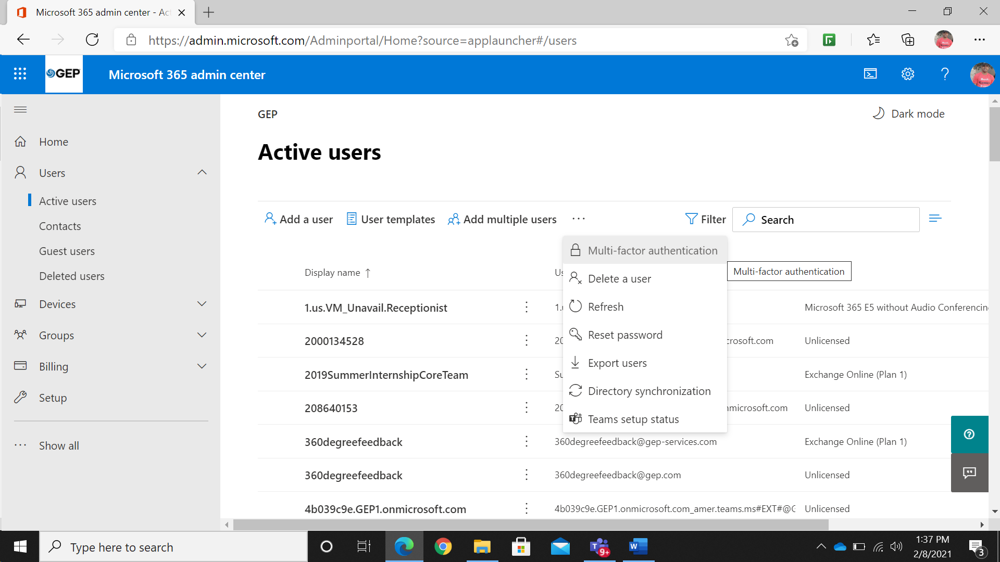 Microsoft 365 admin center - Act
https://admin.microsoft.com/Adminportal/Home?source=applauncher#/users
GEP
Microsoft 365 admin center
GEP
Dark mode
Home
Active users
Users
Active users
Contacts
Guest users
Deleted users
Devices
Groups
Billing
Setup
Show all
Add a user
User templates
Add multiple users
Filter
Search
Multi-factor authentication
Delete a user
Refresh
Reset password
Export users
Directory synchronization
Teams setup status
Multi-factor authentication
Display name ↑
Us
1.us.VM_Unavail.Receptionist
1.u
Microsoft 365 E5 without Audio Conferencin
2000134528
20
crosoft.com
Unlicensed
2019SummerInternshipCoreTeam
Su
Exchange Online (Plan 1)
208640153
20
nmicrosoft.com
Unlicensed
360degreefeedback
360degreefeedback@gep-services.com
Exchange Online (Plan 1)
360degreefeedback
360degreefeedback@gep.com
Unlicensed
4b039c9e.GEP1.onmicrosoft.com
4b039c9e.GEP1.onmicrosoft.com_amer.teams.ms#EXT#@G
Unlicensed
Type here to search
9+
1:37 PM
2/8/2021
3